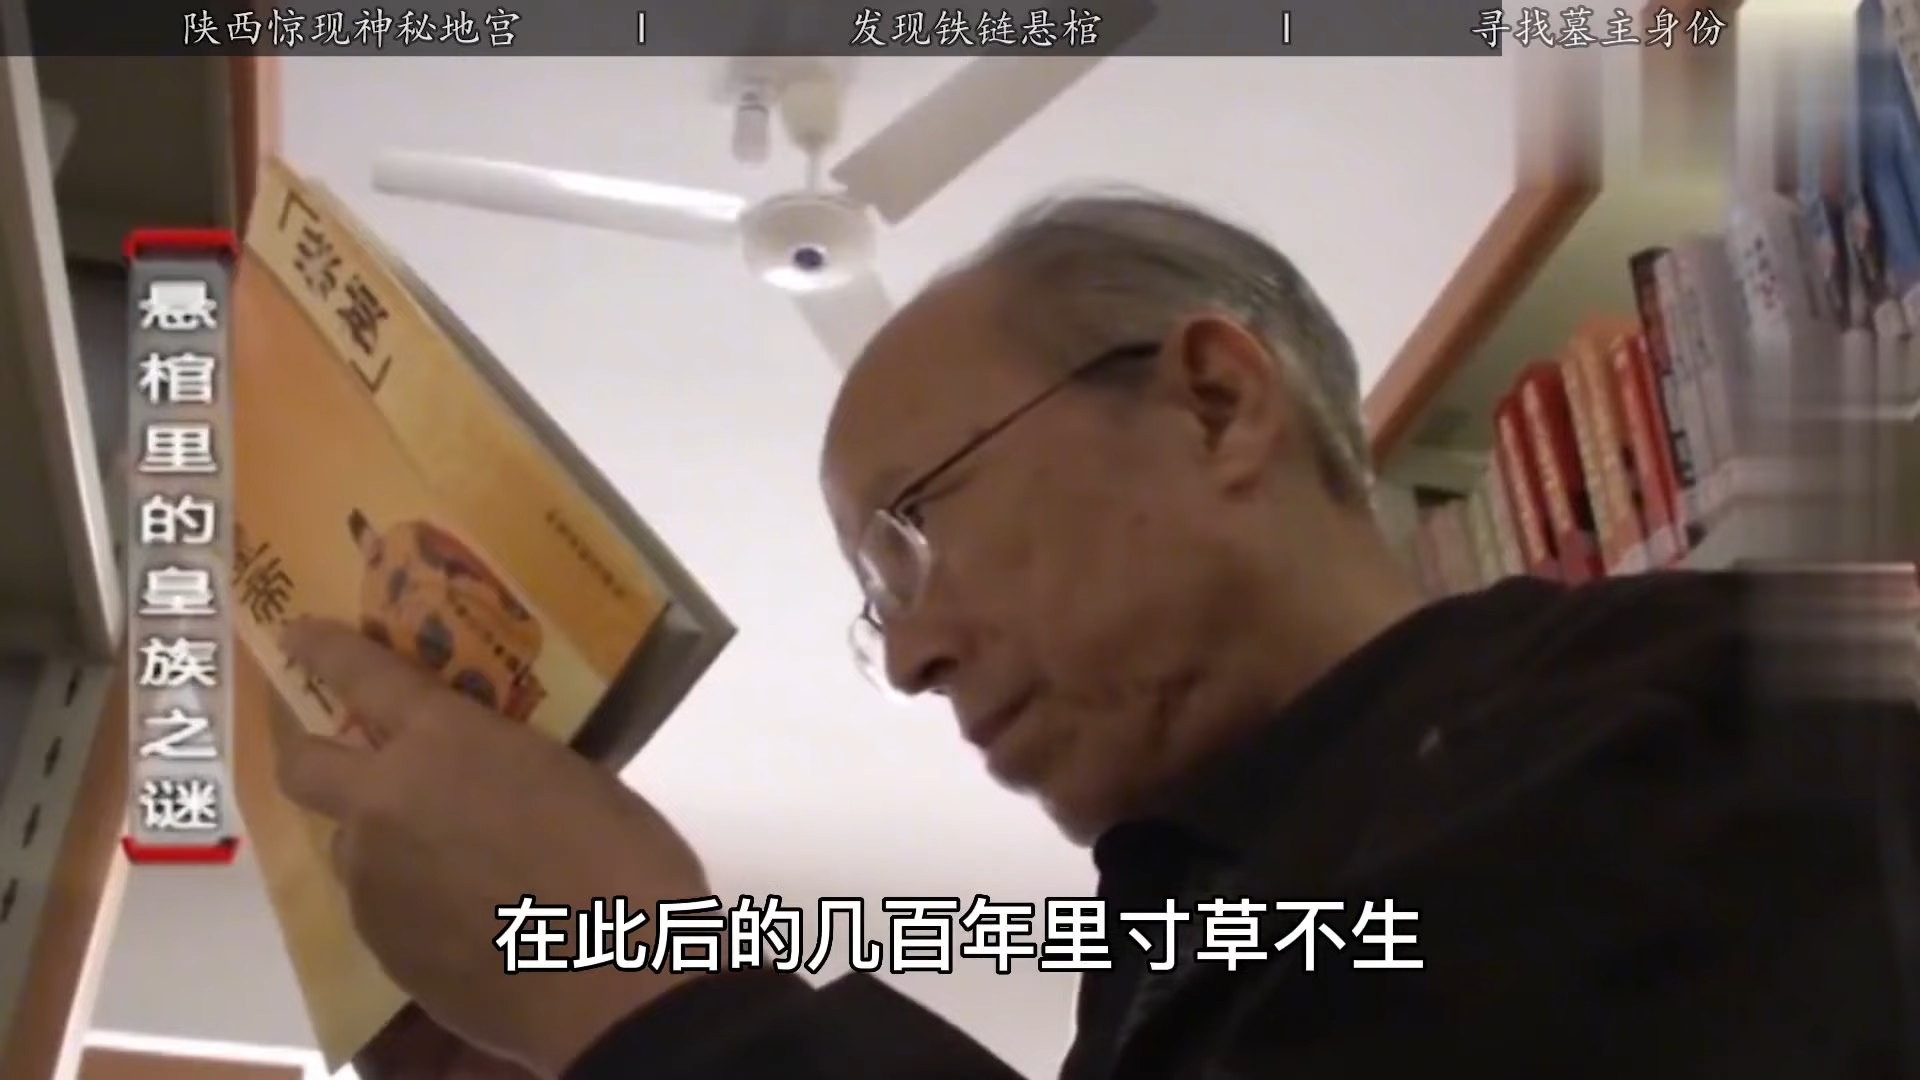 陕西惊现神秘地宫 | 发现铁链悬棺 | 寻找墓主身份
悬棺里的皇族之谜
在此后的几百年里寸草不生